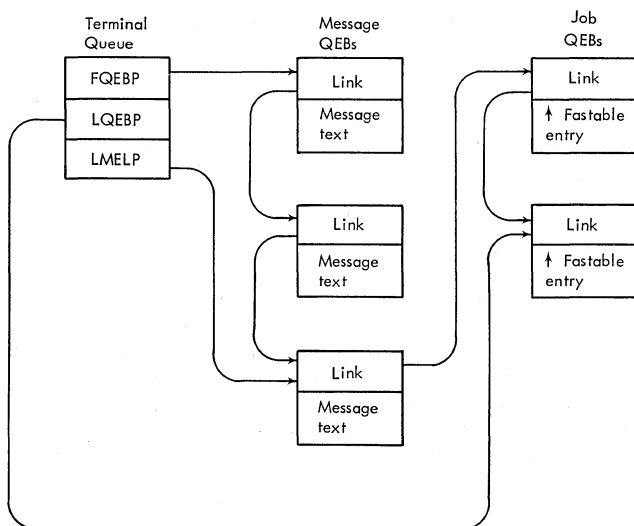 Terminal
Queue
FQEBP
LQEBP
LMELP
Message
QEBs
Link
Message
text
Link
Message
text
Link
Message
text
Job
QEBs
Link
↑ Fastable
entry
Link
↑ Fastable
entry